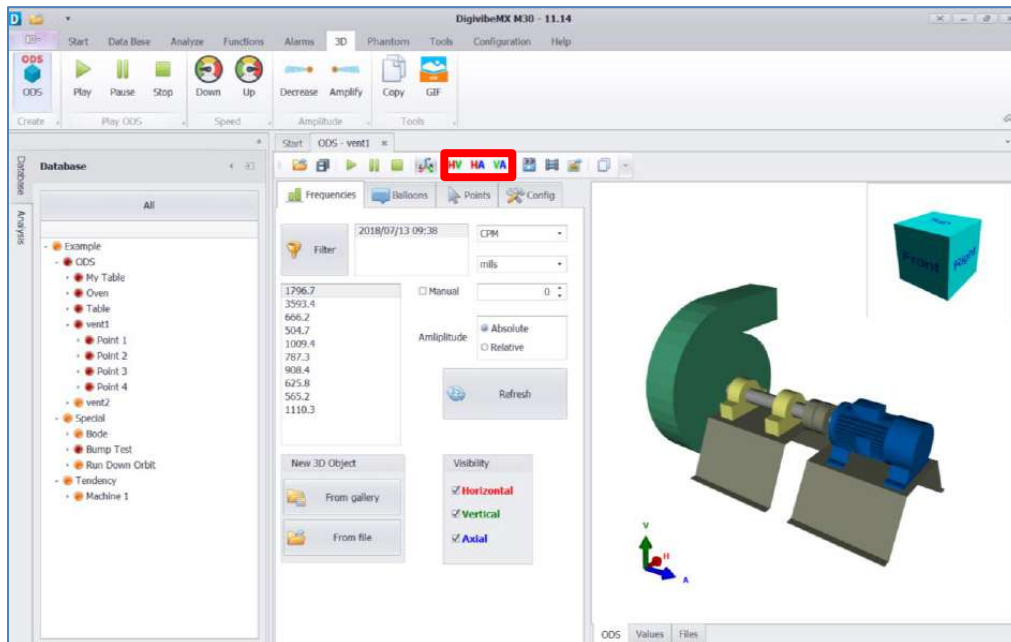 DigivibeMX M30 - 11.14
Start Data Base Analyze Functions Alarms 3D Phantom Tools Configuration Help
ODS
ODS Play Pause Stop Down Up Decrease Amplify Copy GIF
Create Play ODS Speed Amplitude Tools
Start ODS - vent1
HV HA VA
Database
Analysis
Database
All
Example
ODS
My Table
Oven
Table
vent1
Point 1
Point 2
Point 3
Point 4
vent2
Special
Bode
Bump Test
Run Down Orbit
Tendency
Machine 1
Frequencies Balloons Points Config
Filter
2018/07/13 09:38
CPM
mills
1796.7
3593.4
666.2
504.7
1009.4
787.3
908.4
625.8
565.2
1110.3
Manual 0
Amliplitude
Absolute
Relative
Refresh
New 3D Object
From gallery
From file
Visibility
Horizontal
Vertical
Axial
Front Right
V
H
A
ODS Values Files